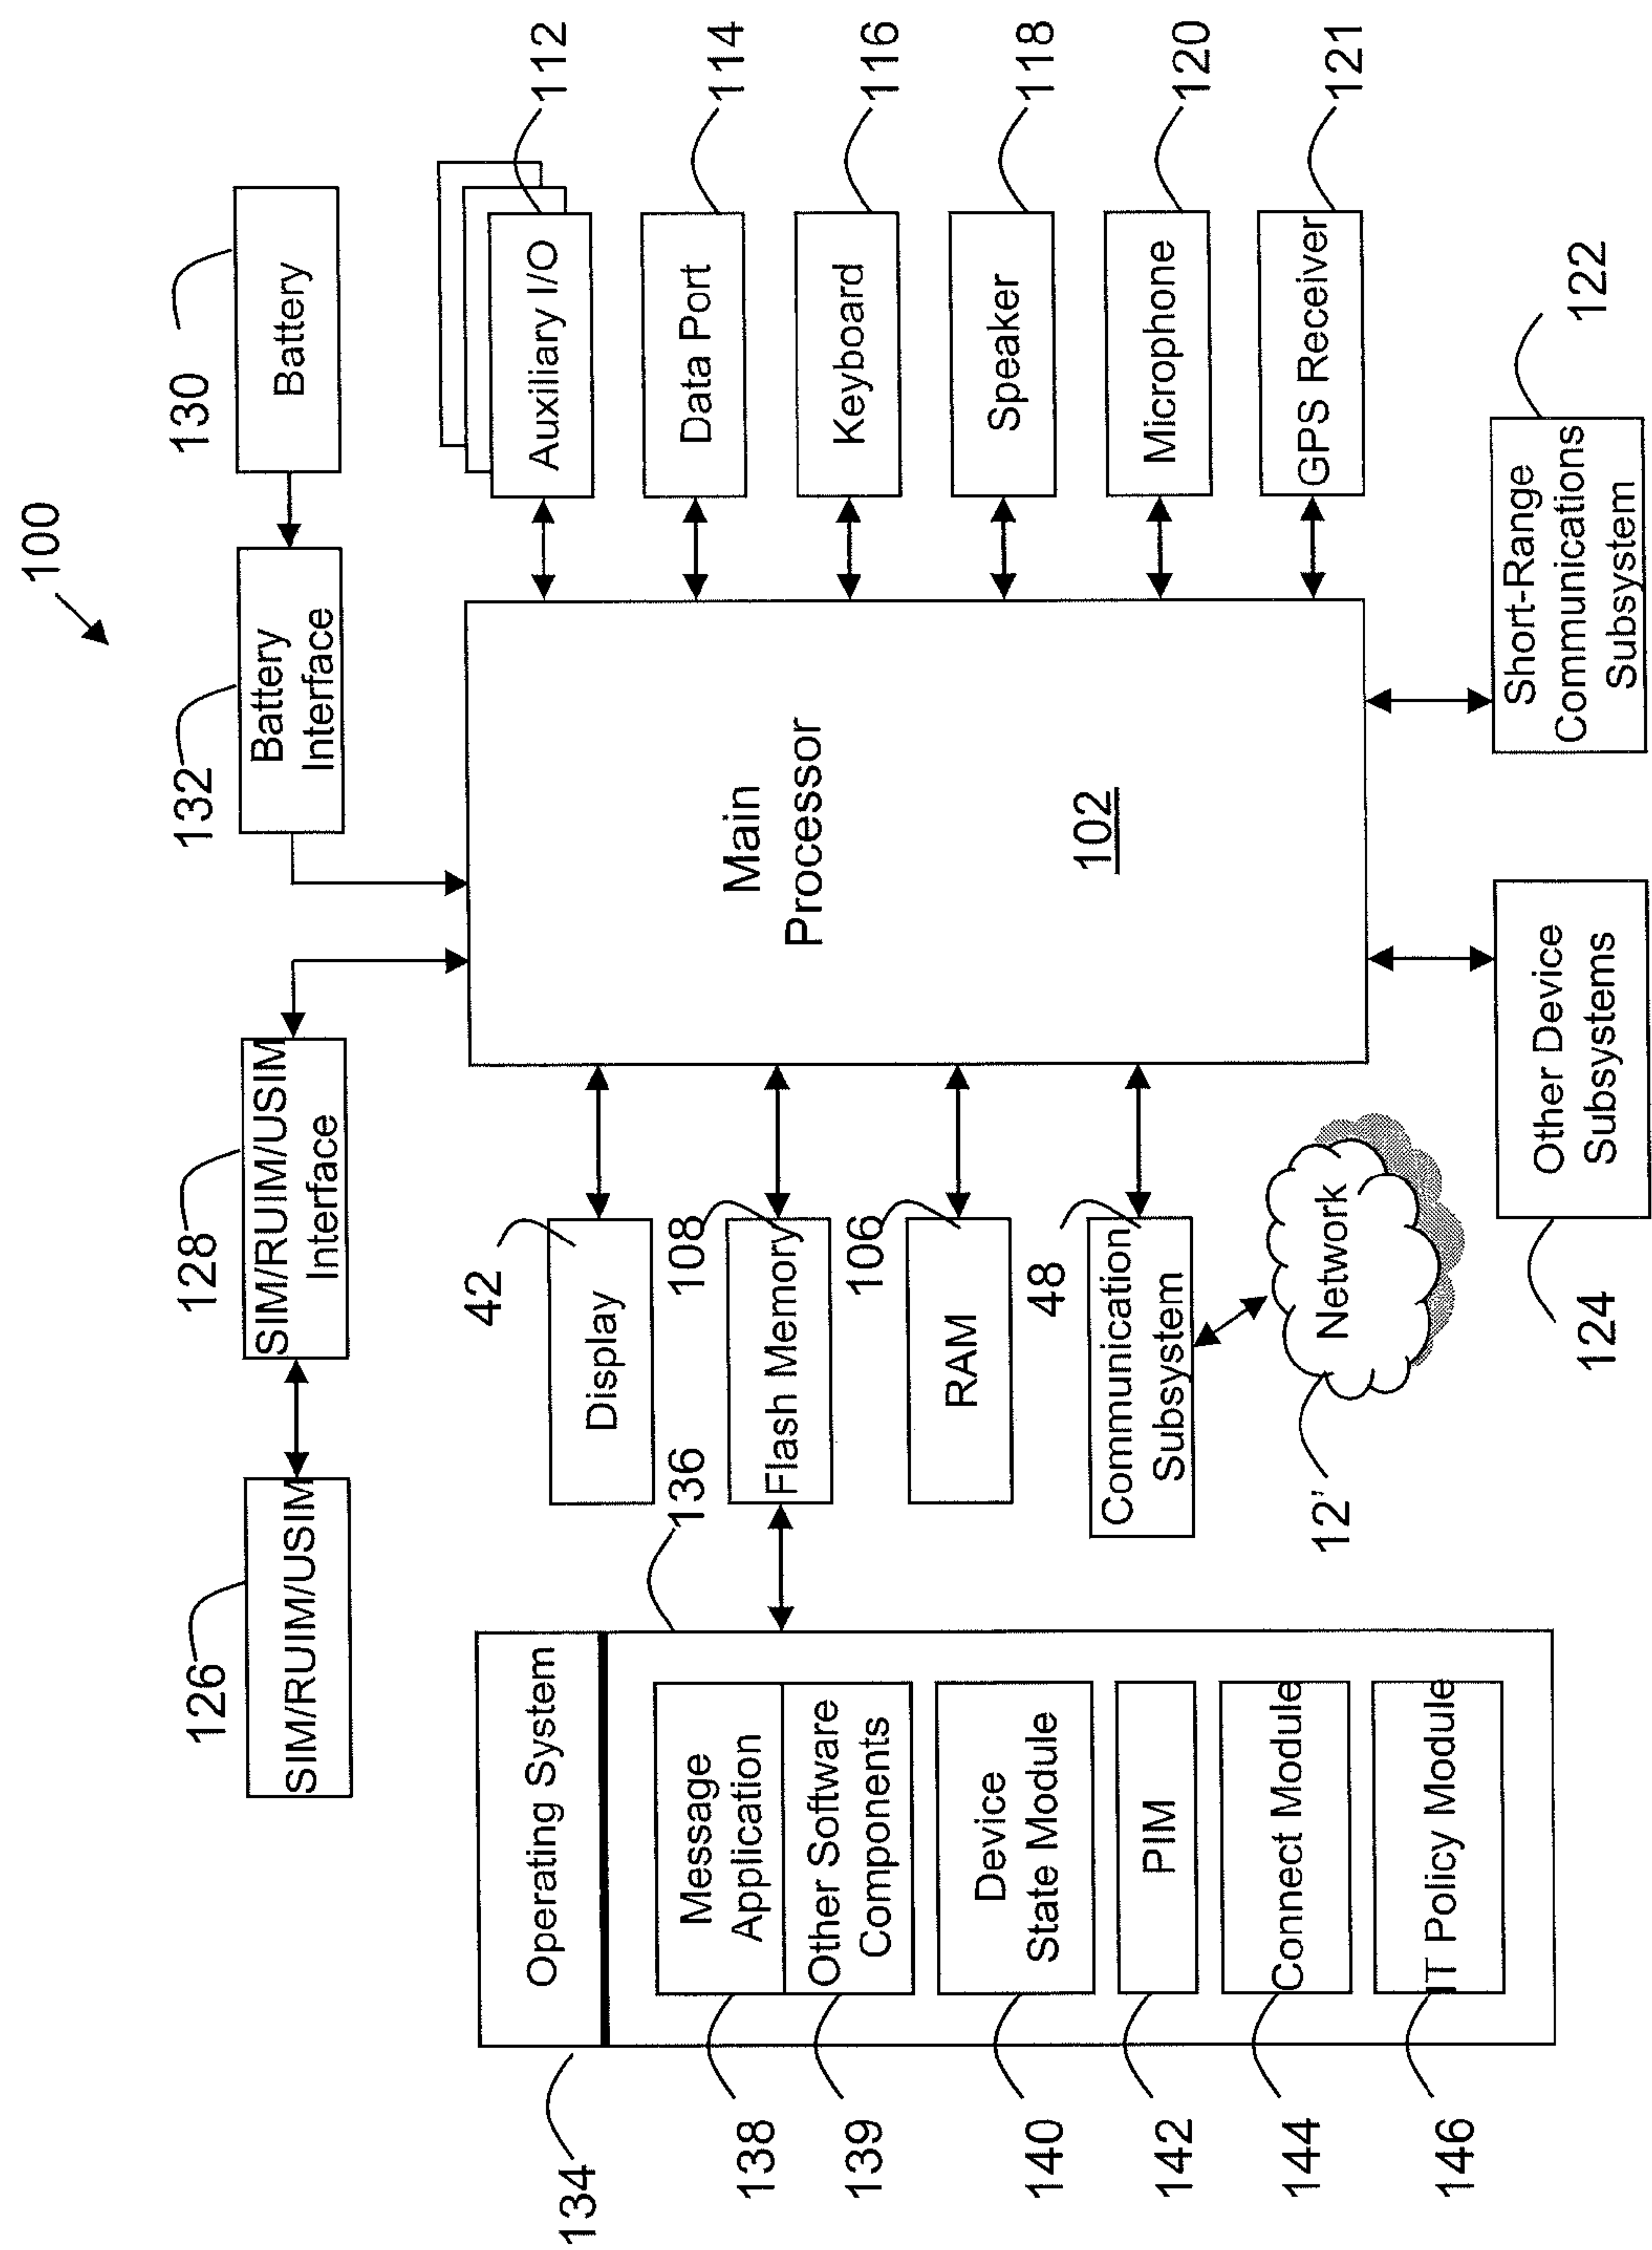 100
126
SIM/RUIM/USIM
128
SIM/RUIM/USIM
Interface
132
Battery
Interface
130
Battery
134
Operating System
136
138
Message
Application
139
Other Software
Components
140
Device
State Module
142
PIM
144
Connect Module
146
IT Policy Module
42
Display
108
Flash Memory
106
RAM
48
Communication
Subsystem
12'
Network
Main
Processor
102
Auxiliary I/O
112
Data Port
114
Keyboard
116
Speaker
118
Microphone
120
GPS Receiver
121
124
Other Device
Subsystems
Short-Range
Communications
Subsystem
122